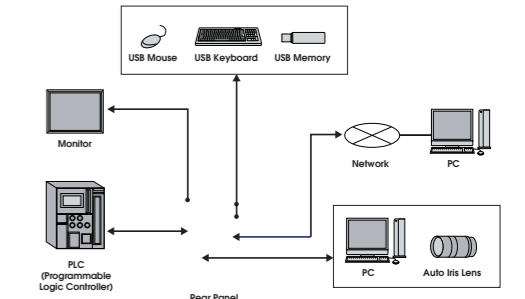 USB Mouse
USB Keyboard
USB Memory
Monitor
Network
PC
PLC
(Programmable
Logic Controller)
PC
Auto Iris Lens
Rear Panel